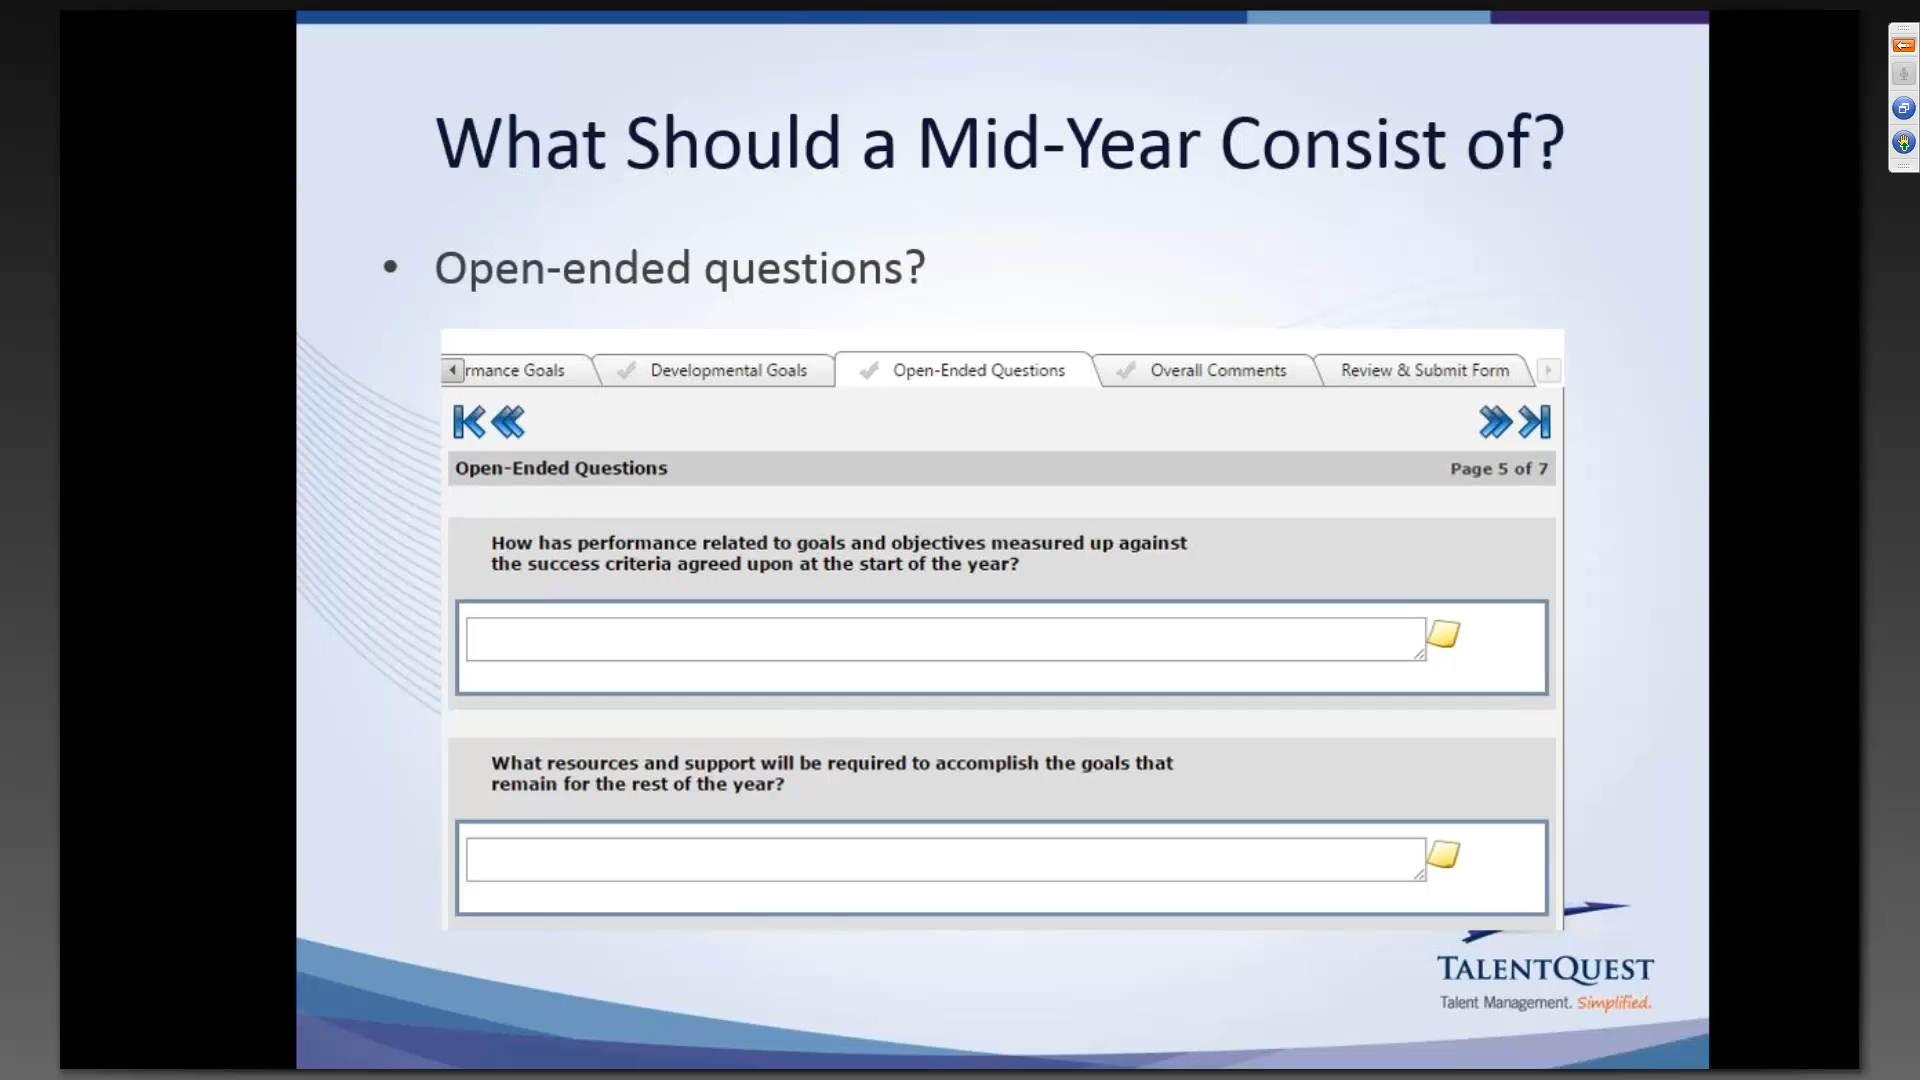 What Should a Mid-Year Consist of?
• Open-ended questions?
rmance Goals
Developmental Goals
Open-Ended Questions
Overall Comments
Review & Submit Form
Open-Ended Questions
Page 5 of 7
How has performance related to goals and objectives measured up against
the success criteria agreed upon at the start of the year?
What resources and support will be required to accomplish the goals that
remain for the rest of the year?
TALENTQUEST
Talent Management. Simplified.